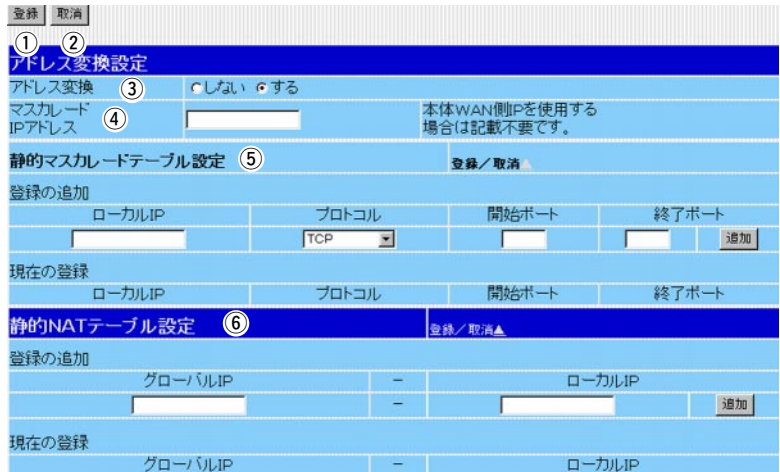 登録 取消
① ②
アドレス変換設定
アドレス変換 ③ しない する
マスカレード
IPアドレス ④ 本体WAN側IPを使用する
場合は記載不要です。
静的マスカレードテーブル設定 ⑤ 登録/取消▲
登録の追加
ローカルIP プロトコル 開始ポート 終了ポート
TCP 追加
現在の登録
ローカルIP プロトコル 開始ポート 終了ポート
静的NATテーブル設定 ⑥ 登録/取消▲
登録の追加
グローバルIP － ローカルIP
－ 追加
現在の登録
グローバルIP － ローカルIP